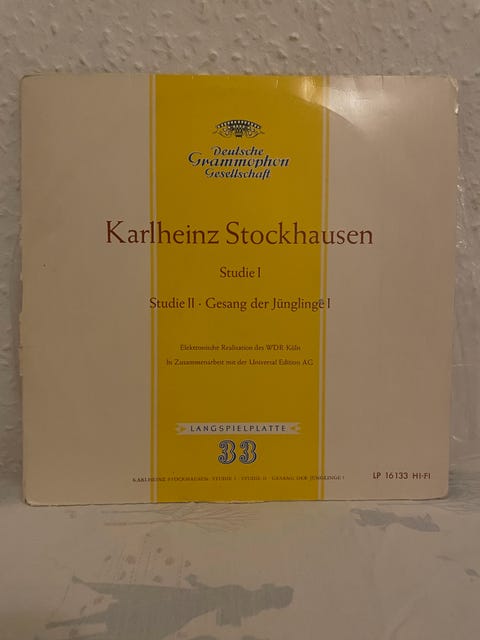 Deutsche
Grammophon
Gesellschaft
Karlheinz Stockhausen
Studie I
Studie II · Gesang der Jünglinge I
Elektronische Realisation des WDR Köln
In Zusammenarbeit mit der Universal Edition AG
LANGSPIELPLATTE
33
KARLHEINZ STOCKHAUSEN: STUDIE I · STUDIE II · GESANG DER JÜNGLINGE I
LP 16133 HI-FI